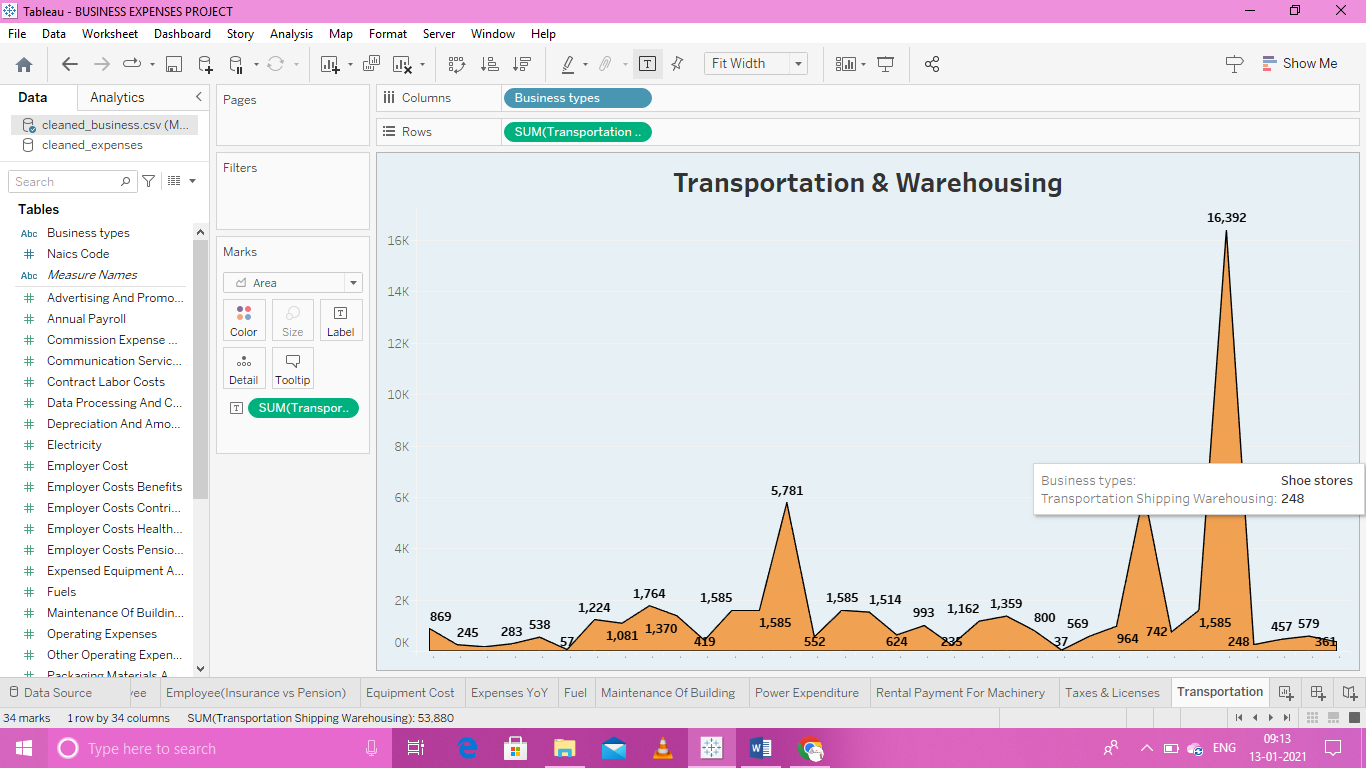 Tableau - BUSINESS EXPENSES PROJECT
File Data Worksheet Dashboard Story Analysis Map Format Server Window Help
Fit Width
Show Me
Data Analytics
cleaned_business.csv (M...
cleaned_expenses
Search
Tables
Abc Business types
# Naics Code
Abc Measure Names
# Advertising And Promo...
# Annual Payroll
# Commission Expense ...
# Communication Servic...
# Contract Labor Costs
# Data Processing And C...
# Depreciation And Amo...
# Electricity
# Employer Cost
# Employer Costs Benefits
# Employer Costs Contri...
# Employer Costs Health...
# Employer Costs Pensio...
# Expensed Equipment A...
# Fuels
# Maintenance Of Buildin...
# Operating Expenses
# Other Operating Expen...
# Packaging Materials A...
Pages
Filters
Marks
Area
Color Size Label
Detail Tooltip
T SUM(Transpor..
Columns Business types
Rows SUM(Transportation ..
Transportation & Warehousing
16K
14K
12K
10K
8K
6K
4K
2K
0K
869
245
283
538
57
1,224
1,081
1,764
1,370
1,585
419
5,781
1,585
552
1,585
1,514
624
993
235
1,162
1,359
800
37
569
964
742
1,585
16,392
248
457
579
361
Business types: Shoe stores
Transportation Shipping Warehousing: 248
Data Source yee Employee(Insurance vs Pension) Equipment Cost Expenses YoY Fuel Maintenance Of Building Power Expenditure Rental Payment For Machinery Taxes & Licenses Transportation
34 marks 1 row by 34 columns SUM(Transportation Shipping Warehousing): 53,880
Type here to search
ENG
09:13
13-01-2021